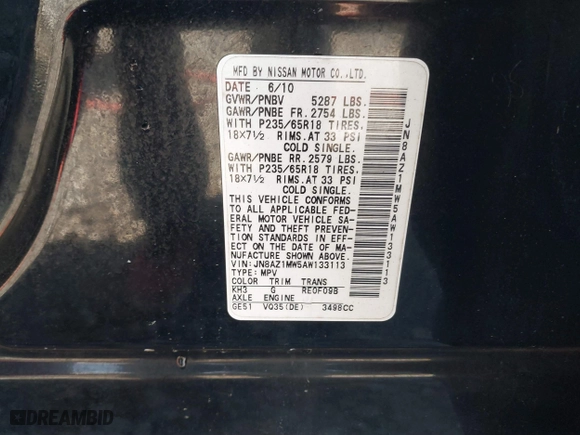 MFD BY NISSAN MOTOR CO.,LTD.
DATE 6/10
GVWR/PNBV 5287 LBS.
GAWR/PNBE FR. 2754 LBS.
WITH P235/65R18 TIRES.
18X7½ RIMS.AT 33 PSI
COLD SINGLE.
GAWR/PNBE RR. 2579 LBS.
WITH P235/65R18 TIRES.
18X7½ RIMS.AT 33 PSI
COLD SINGLE.
THIS VEHICLE CONFORMS
TO ALL APPLICABLE FED-
ERAL MOTOR VEHICLE SA-
FETY AND THEFT PREVEN-
TION STANDARDS IN EFF-
ECT ON THE DATE OF MA-
NUFACTURE SHOWN ABOVE.
VIN:JN8AZ1MW5AW133113
TYPE:MPV
COLOR TRIM TRANS
KH3 G RE0F09B
AXLE ENGINE
GE51 VQ35(DE) 3498CC
JN8AZ1MW5AW133113
DREAMBID